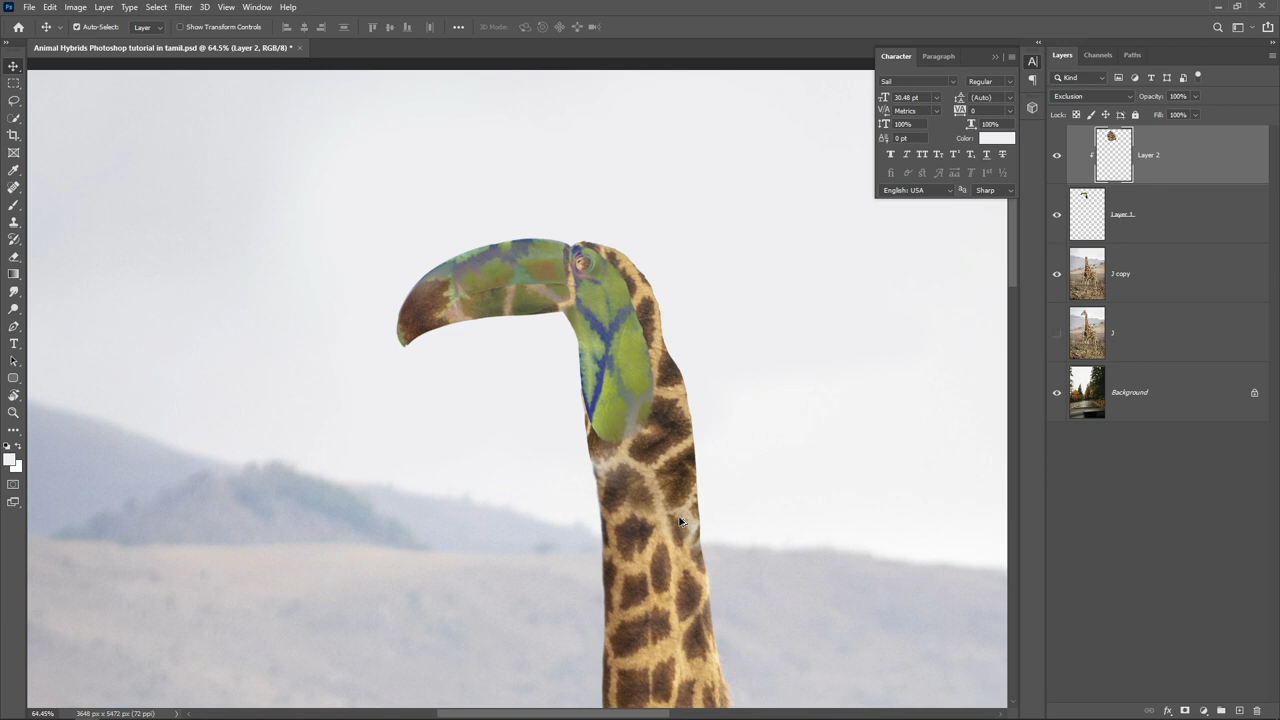 File Edit Image Layer Type Select Filter 3D View Window Help
Auto-Select: Layer Show Transform Controls 3D Mode:
Animal Hybrids Photoshop tutorial in tamil.psd @ 64.5% (Layer 2, RGB/8) *
Character Paragraph
Sail Regular
30.48 pt (Auto)
Metrics 0
100% 100%
0 pt Color:
English: USA Sharp
Layers Channels Paths
Kind
Exclusion Opacity: 100%
Lock: Fill: 100%
Layer 2
Layer 1
J copy
J
Background
64.45% 3648 px x 5472 px (72 ppi)